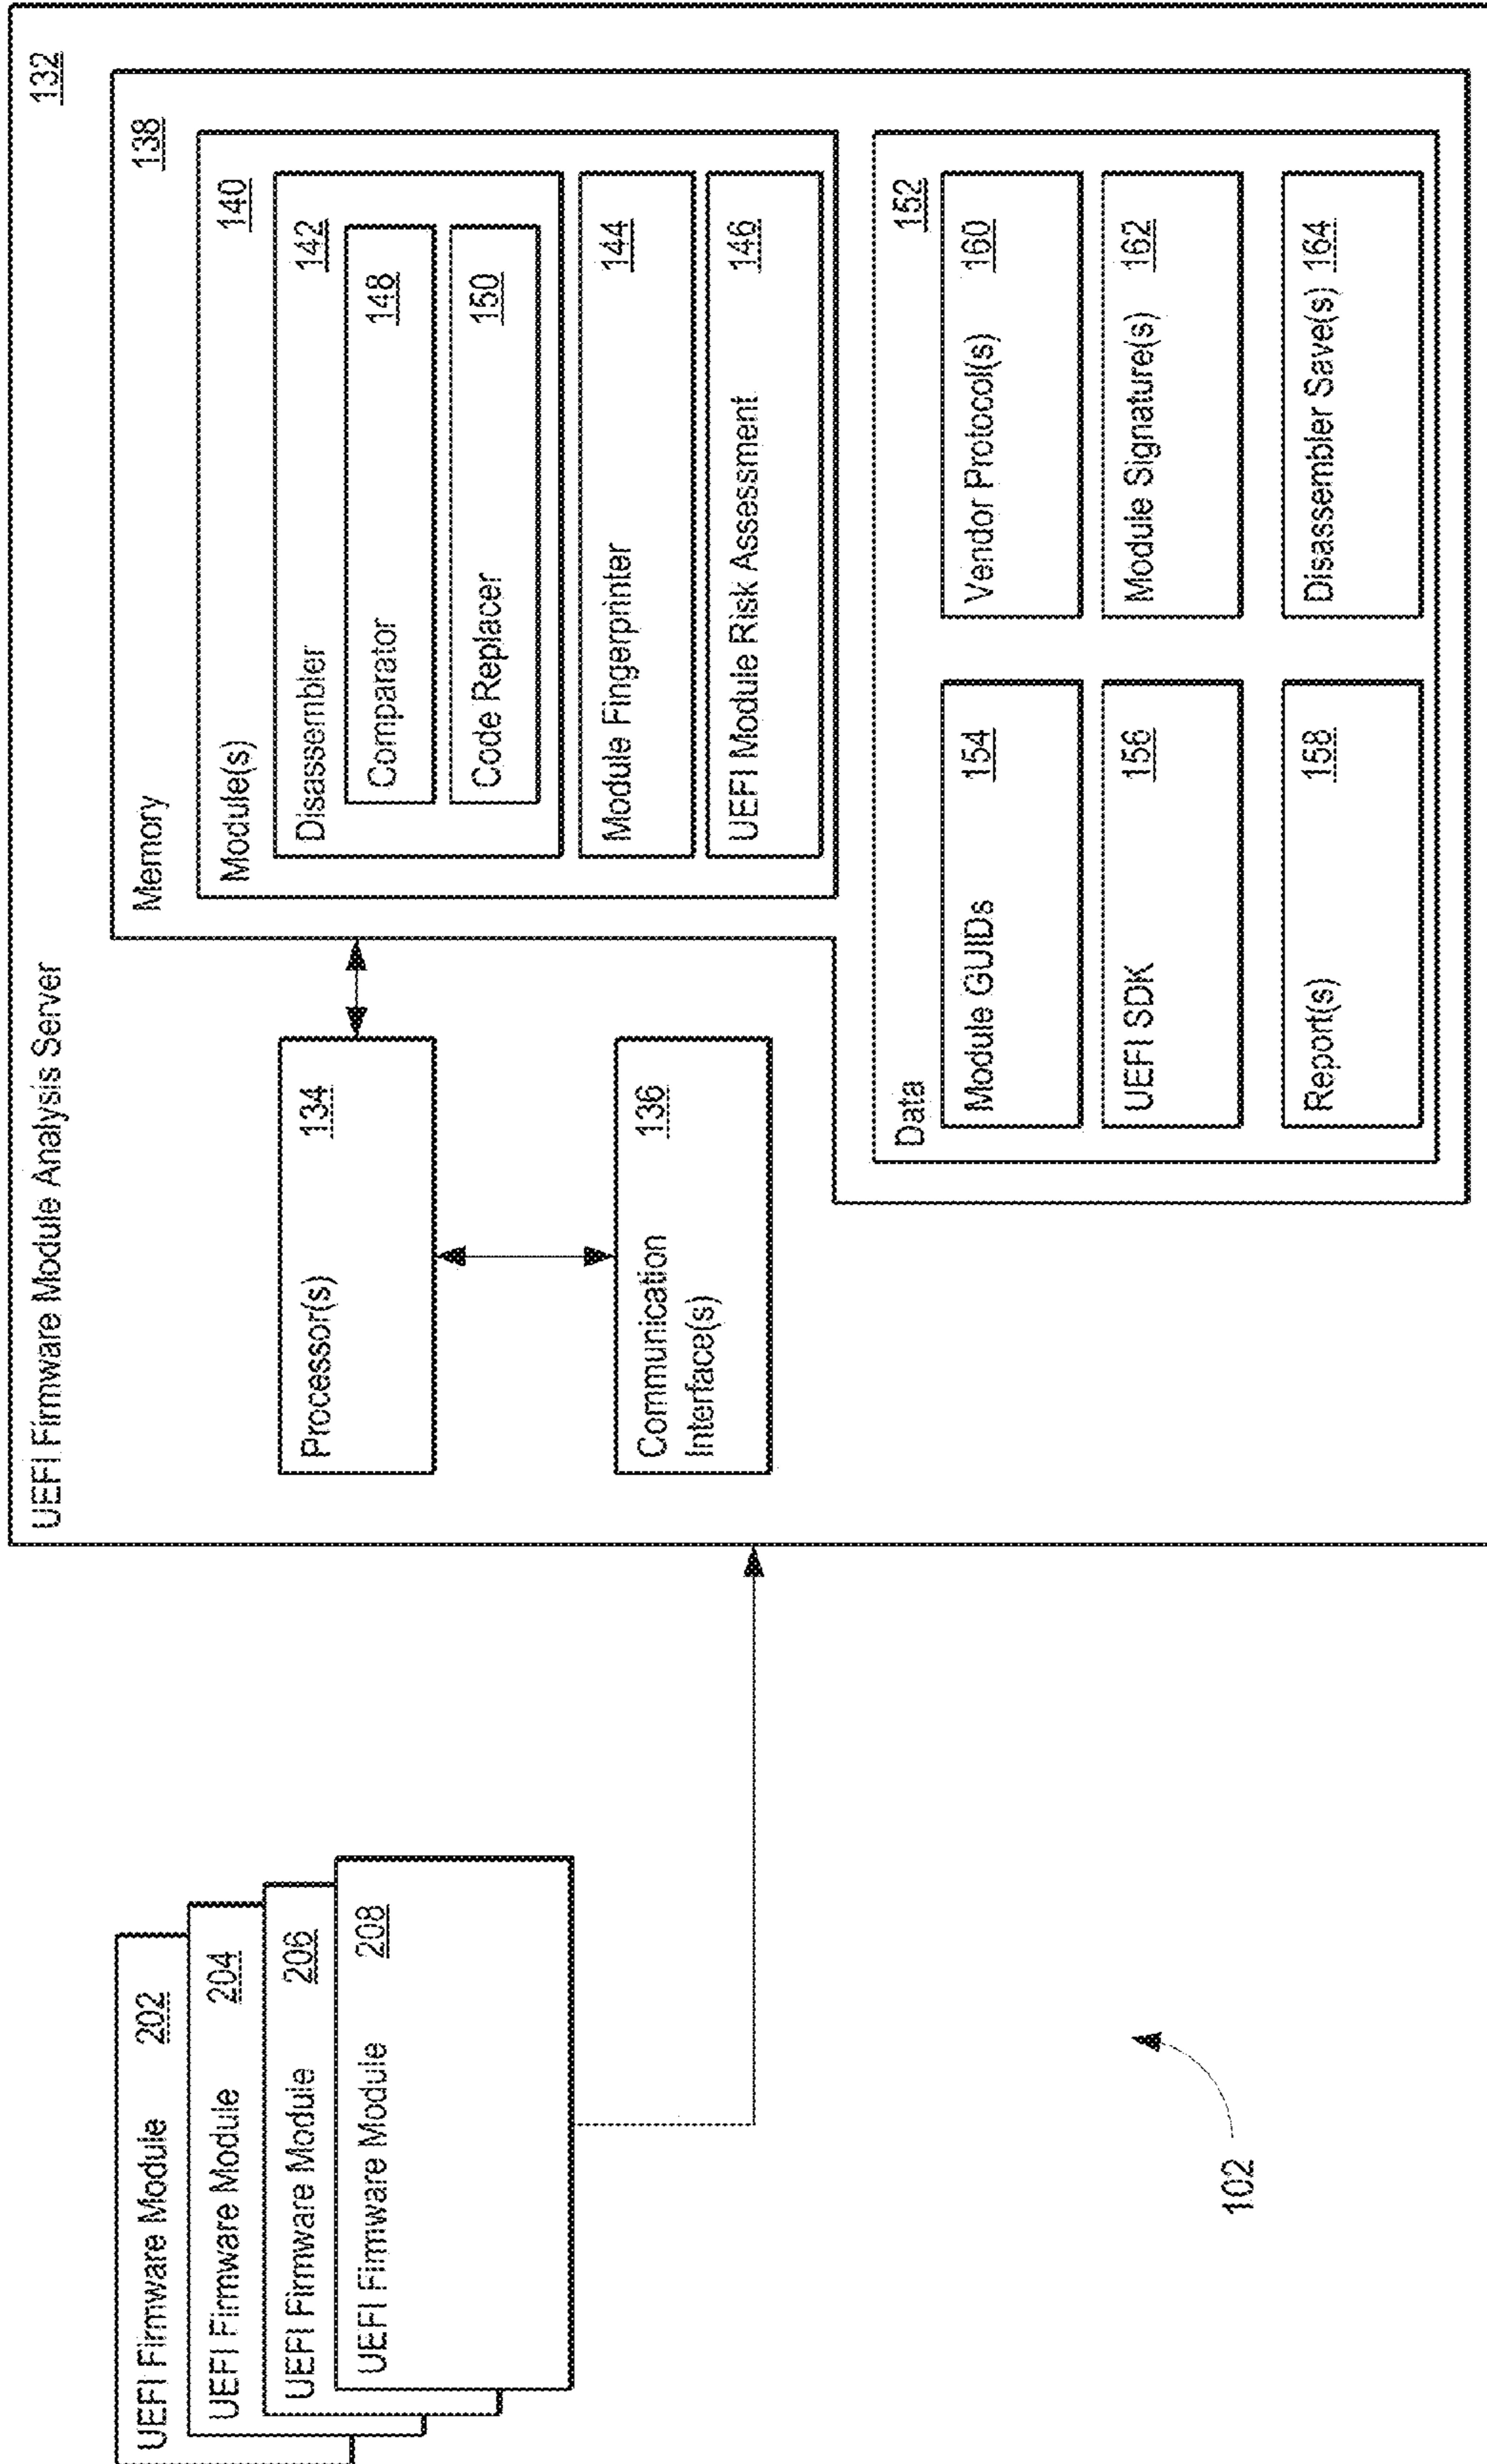 UEFI Firmware Module 202
UEFI Firmware Module 204
UEFI Firmware Module 206
UEFI Firmware Module 208
102
UEFI Firmware Module Analysis Server 132
Processor(s) 134
Communication
Interface(s) 136
Memory 138
Module(s) 140
Disassembler 142
Comparator 148
Code Replacer 150
Module Fingerprinter 144
UEFI Module Risk Assessment 146
Data 152
Module GUIDs 154
Vendor Protocol(s) 160
UEFI SDK 156
Module Signature(s) 162
Report(s) 158
Disassembler Save(s) 164